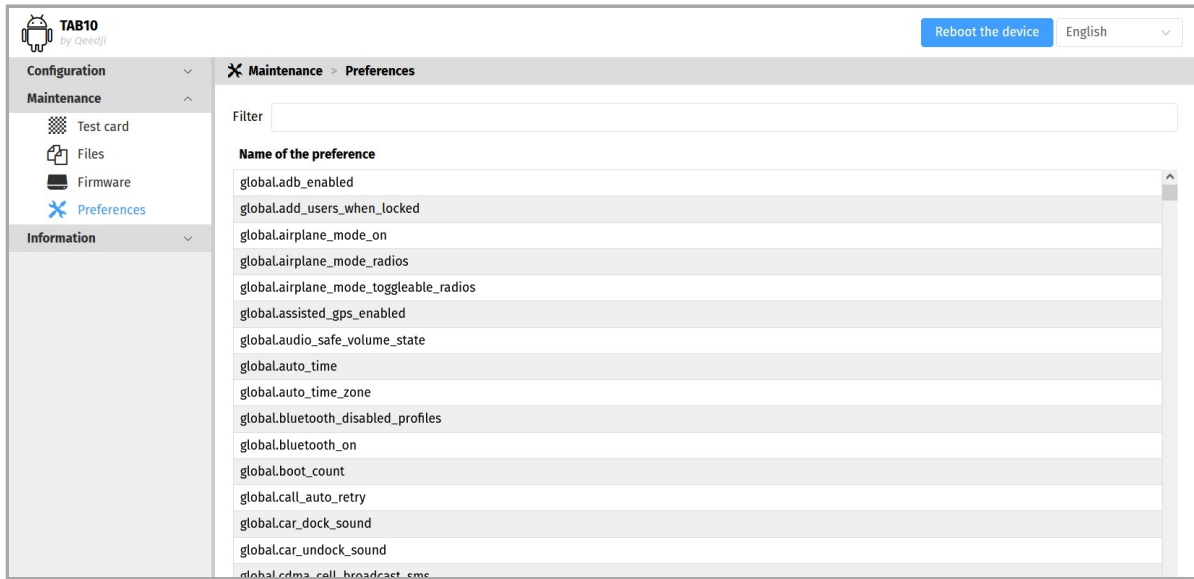 TAB10
by Qeedji
Reboot the device
English
Configuration
Maintenance
Test card
Files
Firmware
Preferences
Information
Maintenance > Preferences
Filter
Name of the preference
global.adb_enabled
global.add_users_when_locked
global.airplane_mode_on
global.airplane_mode_radios
global.airplane_mode_toggleable_radios
global.assisted_gps_enabled
global.audio_safe_volume_state
global.auto_time
global.auto_time_zone
global.bluetooth_disabled_profiles
global.bluetooth_on
global.boot_count
global.call_auto_retry
global.car_dock_sound
global.car_undock_sound
global.cdma_cell_broadcast_sms